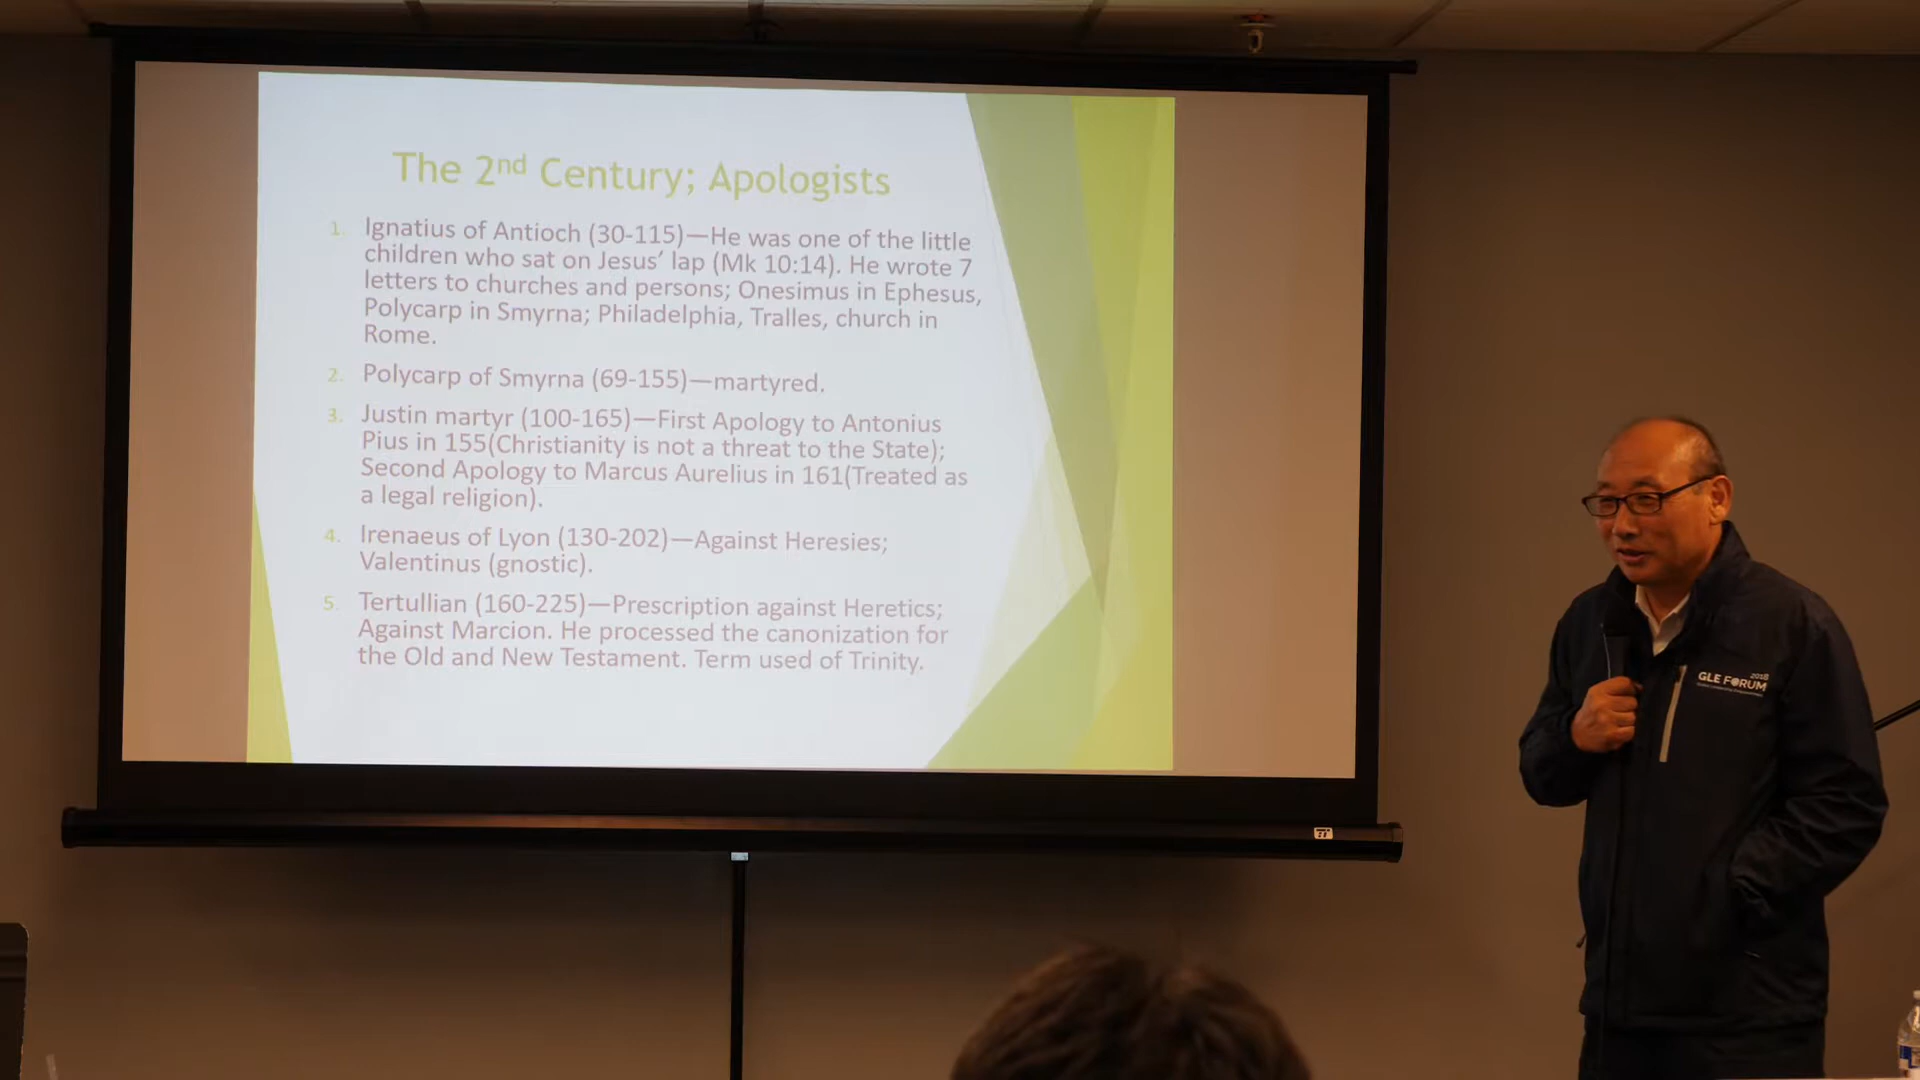 The 2nd Century; Apologists
1. Ignatius of Antioch (30-115)—He was one of the little
children who sat on Jesus’ lap (Mk 10:14). He wrote 7
letters to churches and persons; Onesimus in Ephesus,
Polycarp in Smyrna; Philadelphia, Tralles, church in
Rome.
2. Polycarp of Smyrna (69-155)—martyred.
3. Justin martyr (100-165)—First Apology to Antonius
Pius in 155(Christianity is not a threat to the State);
Second Apology to Marcus Aurelius in 161(Treated as
a legal religion).
4. Irenaeus of Lyon (130-202)—Against Heresies;
Valentinus (gnostic).
5. Tertullian (160-225)—Prescription against Heretics;
Against Marcion. He processed the canonization for
the Old and New Testament. Term used of Trinity.
2018
GLE FORUM